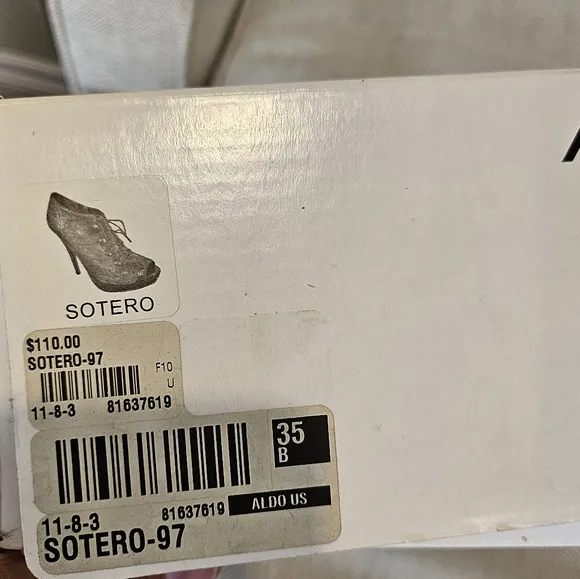 SOTERO
$110.00
SOTERO-97
F10
U
11-8-3 81637619
35
B
81637619 ALDO US
11-8-3
SOTERO-97